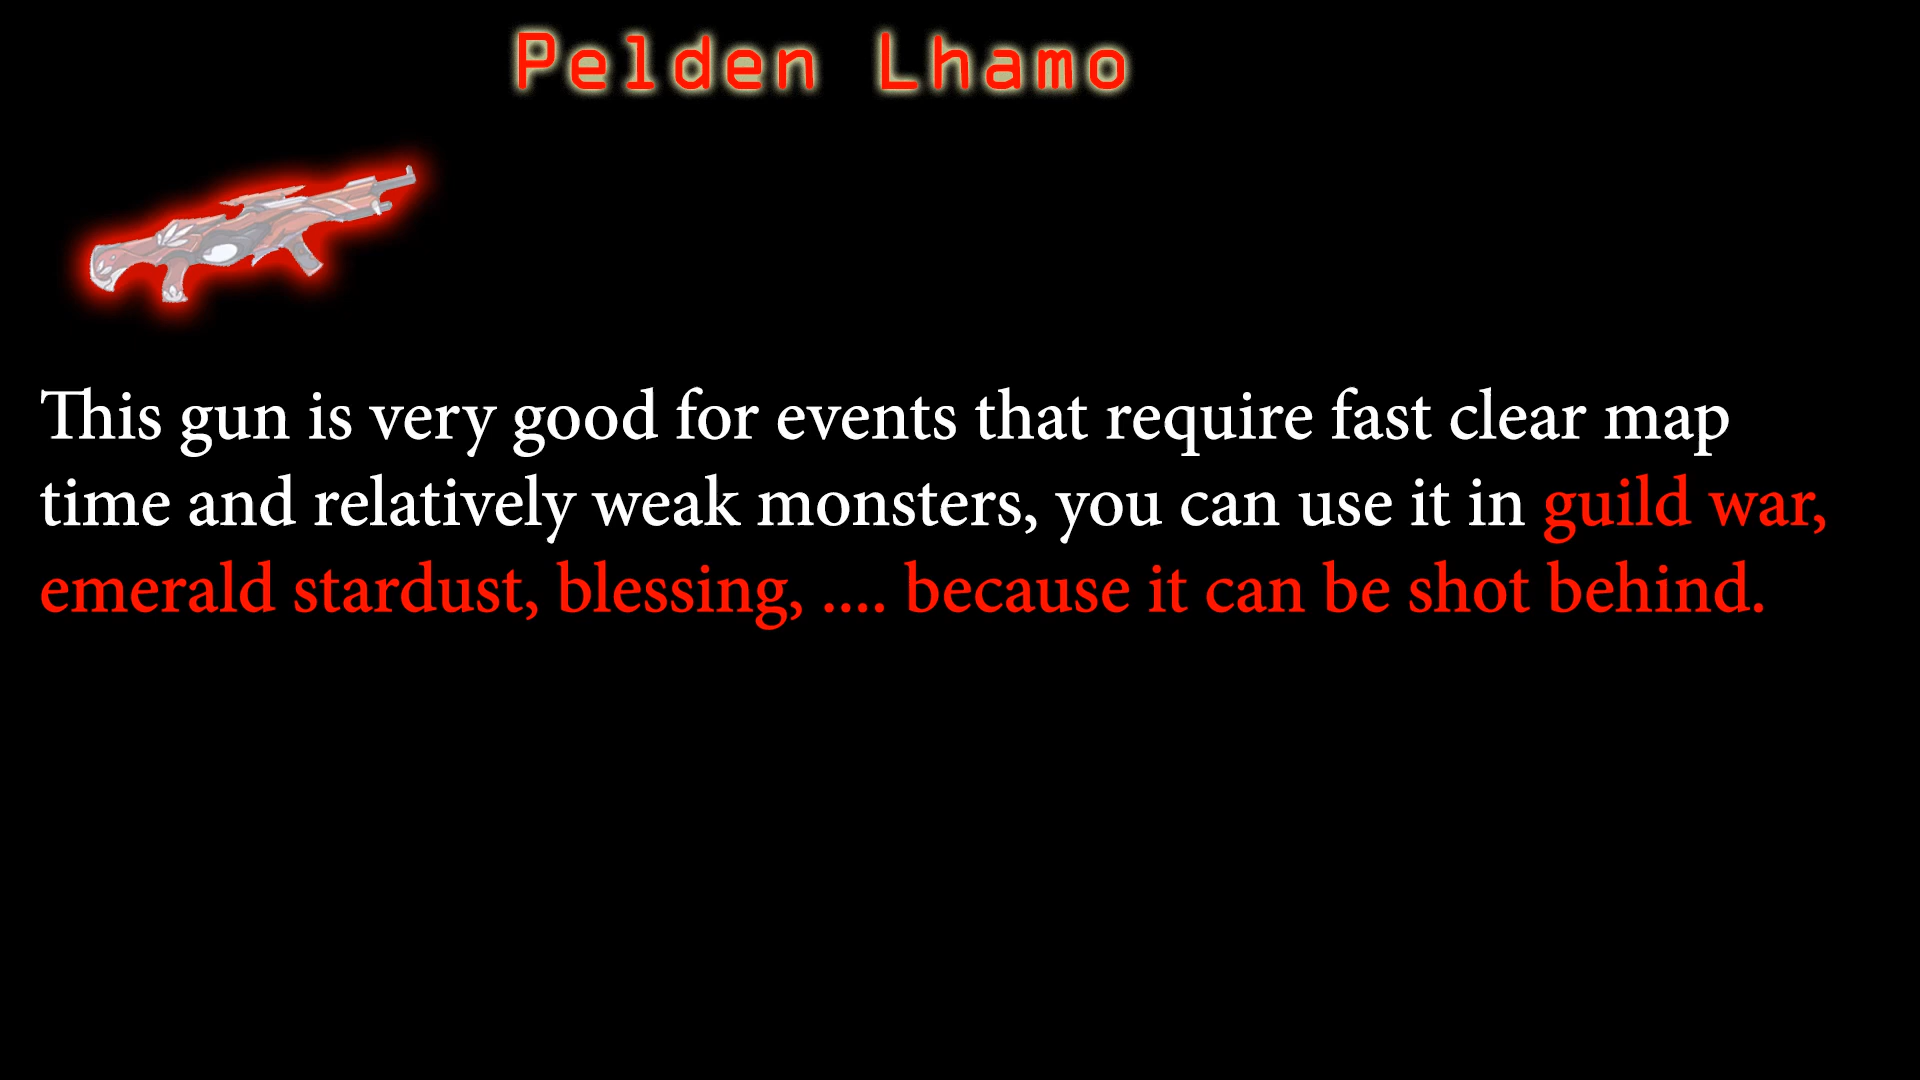 Pelden Lhamo
This gun is very good for events that require fast clear map
time and relatively weak monsters, you can use it in guild war,
emerald stardust, blessing, .... because it can be shot behind.